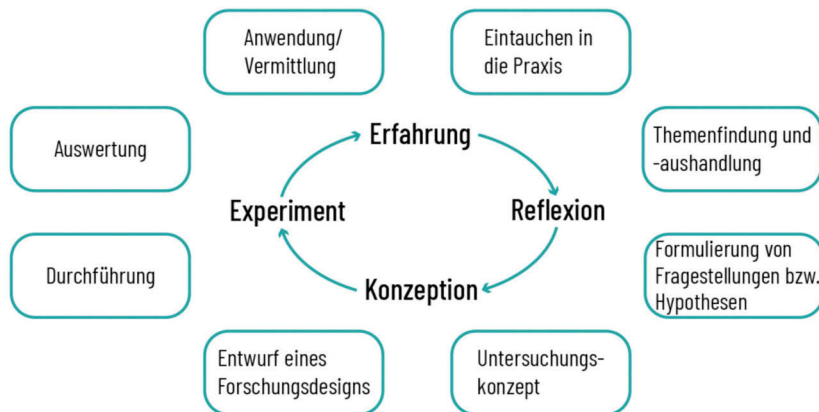 Anwendung/
Vermittlung
Eintauchen in
die Praxis
Auswertung
Erfahrung
Themenfindung und
-aushandlung
Experiment
Reflexion
Durchführung
Konzeption
Formulierung von
Fragestellungen bzw.
Hypothesen
Entwurf eines
Forschungsdesigns
Untersuchungs-
konzept